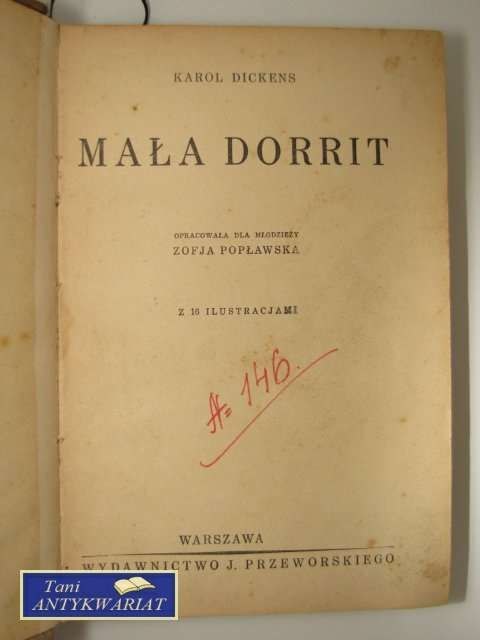 KAROL DICKENS
MAŁA DORRIT
OPRACOWAŁA DLA MŁODZIEŻY
ZOFJA POPŁAWSKA
Z 16 ILUSTRACJAMI
A= 146.
WARSZAWA
WYDAWNICTWO J. PRZEWORSKIEGO
Tani
ANTYKWARIAT